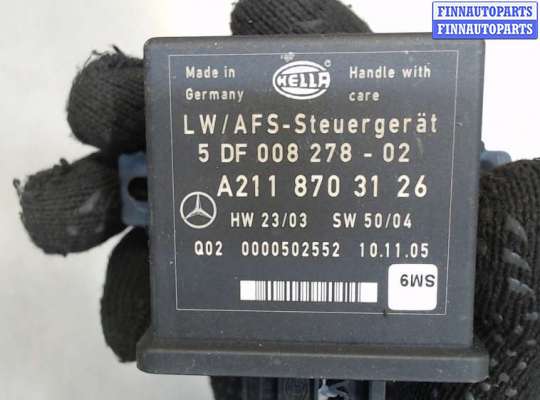 FINNAUTOPARTS
FINNAUTOPARTS
Made in
Germany
HELLA
Handle with
care
LW/AFS-Steuergerät
5 DF 008 278 - 02
A211 870 31 26
HW 23/03 SW 50/04
Q02 0000502552 10.11.05
SM9